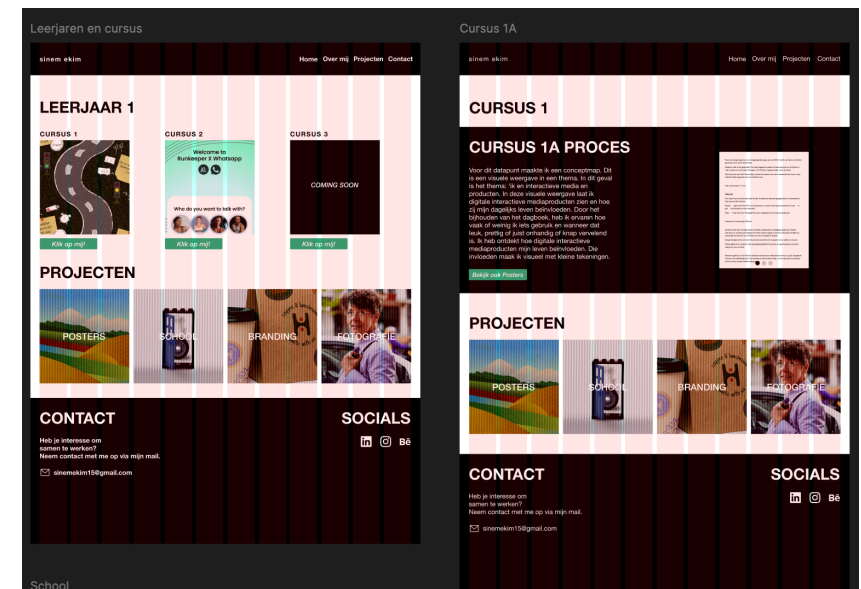 Leerjaren en cursus
sinem ekim
Home Over mij Projecten Contact
LEERJAAR 1
CURSUS 1
CURSUS 2
CURSUS 3
Welcome to
Runkeeper X Whatsapp
Who do you want to talk with?
COMING SOON
Klik op mij!
Klik op mij!
Klik op mij!
PROJECTEN
POSTERS
SCHOOL
BRANDING
FOTOGRAFIE
CONTACT
SOCIALS
Heb je interesse om
samen te werken?
Neem contact met me op via mijn mail.
sinemekim15@gmail.com
in
Bē
School
Cursus 1A
sinem ekim
Home Over mij Projecten Contact
CURSUS 1
CURSUS 1A PROCES
Voor dit datapunt maakte ik een conceptmap. Dit
is een visuele weergave in een thema. In dit geval
is het thema: 'ik en interactieve media en
producten. In deze visuele weergave laat ik
digitale interactieve mediaproducten zien en hoe
zij mijn dagelijks leven beïnvloeden. Door het
bijhouden van het dagboek, heb ik ervaren hoe
vaak of weinig ik iets gebruik en wanneer dat
leuk, prettig of juist onhandig of knap vervelend
is. Ik heb ontdekt hoe digitale interactieve
mediaproducten mijn leven beïnvloeden. Die
invloeden maak ik visueel met kleine tekeningen.
Bekijk ook Posters
PROJECTEN
POSTERS
SCHOOL
BRANDING
FOTOGRAFIE
CONTACT
SOCIALS
Heb je interesse om
samen te werken?
Neem contact met me op via mijn mail.
sinemekim15@gmail.com
in
Bē